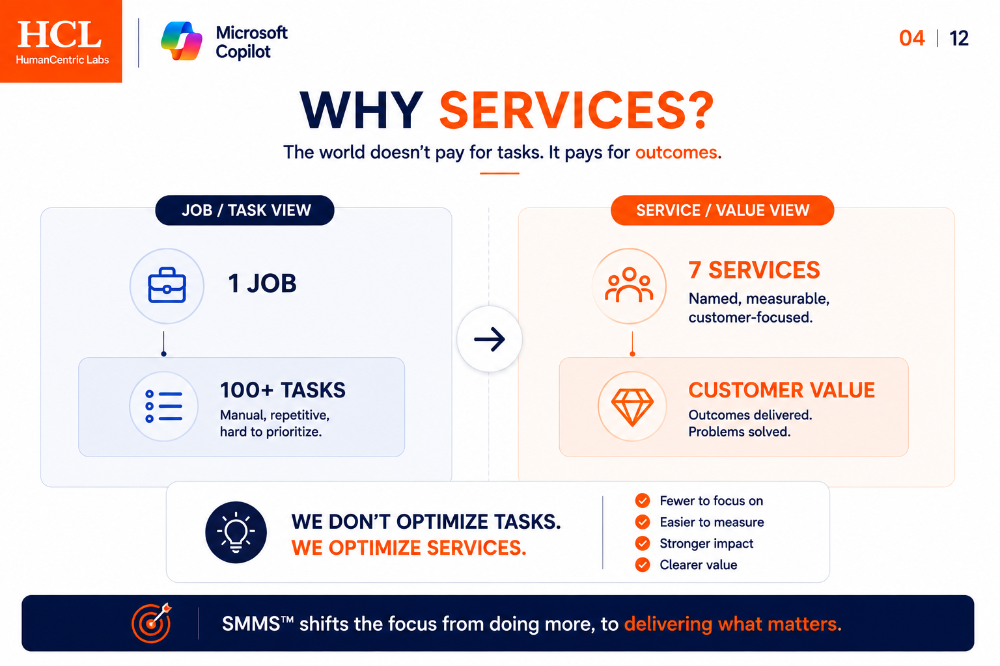 HCL
HumanCentric Labs
Microsoft
Copilot
04 | 12
WHY SERVICES?
The world doesn’t pay for tasks. It pays for outcomes.
JOB / TASK VIEW
1 JOB
100+ TASKS
Manual, repetitive,
hard to prioritize.
SERVICE / VALUE VIEW
7 SERVICES
Named, measurable,
customer-focused.
CUSTOMER VALUE
Outcomes delivered.
Problems solved.
WE DON’T OPTIMIZE TASKS.
WE OPTIMIZE SERVICES.
Fewer to focus on
Easier to measure
Stronger impact
Clearer value
SMMS™ shifts the focus from doing more, to delivering what matters.